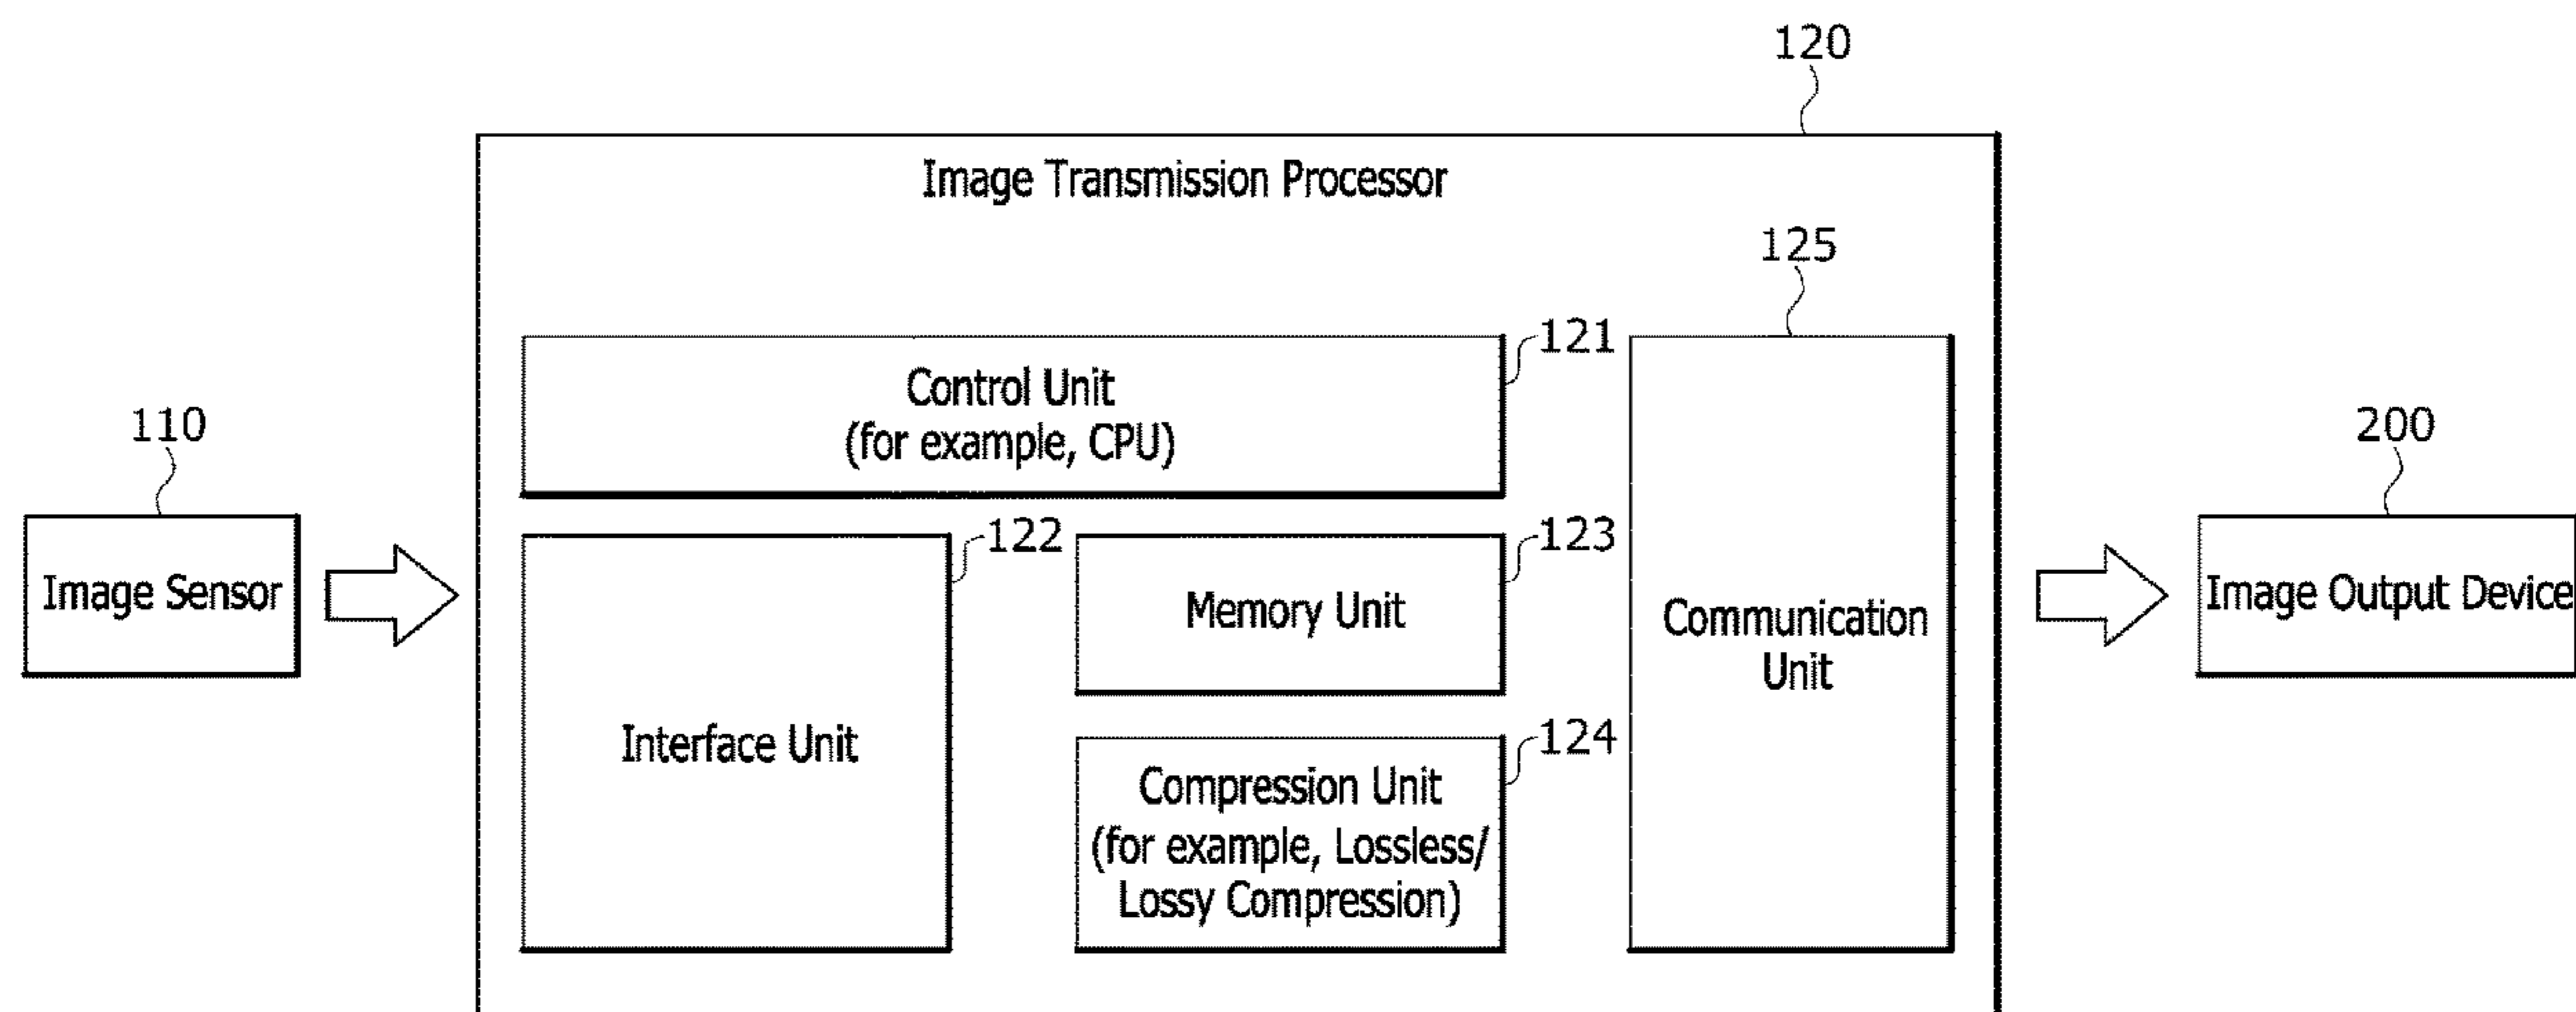 120
Image Transmission Processor
125
121
Control Unit
(for example, CPU)
110
200
Image Sensor
122
123
Memory Unit
Interface Unit
Communication
Unit
Image Output Device
124
Compression Unit
(for example, Lossless/
Lossy Compression)